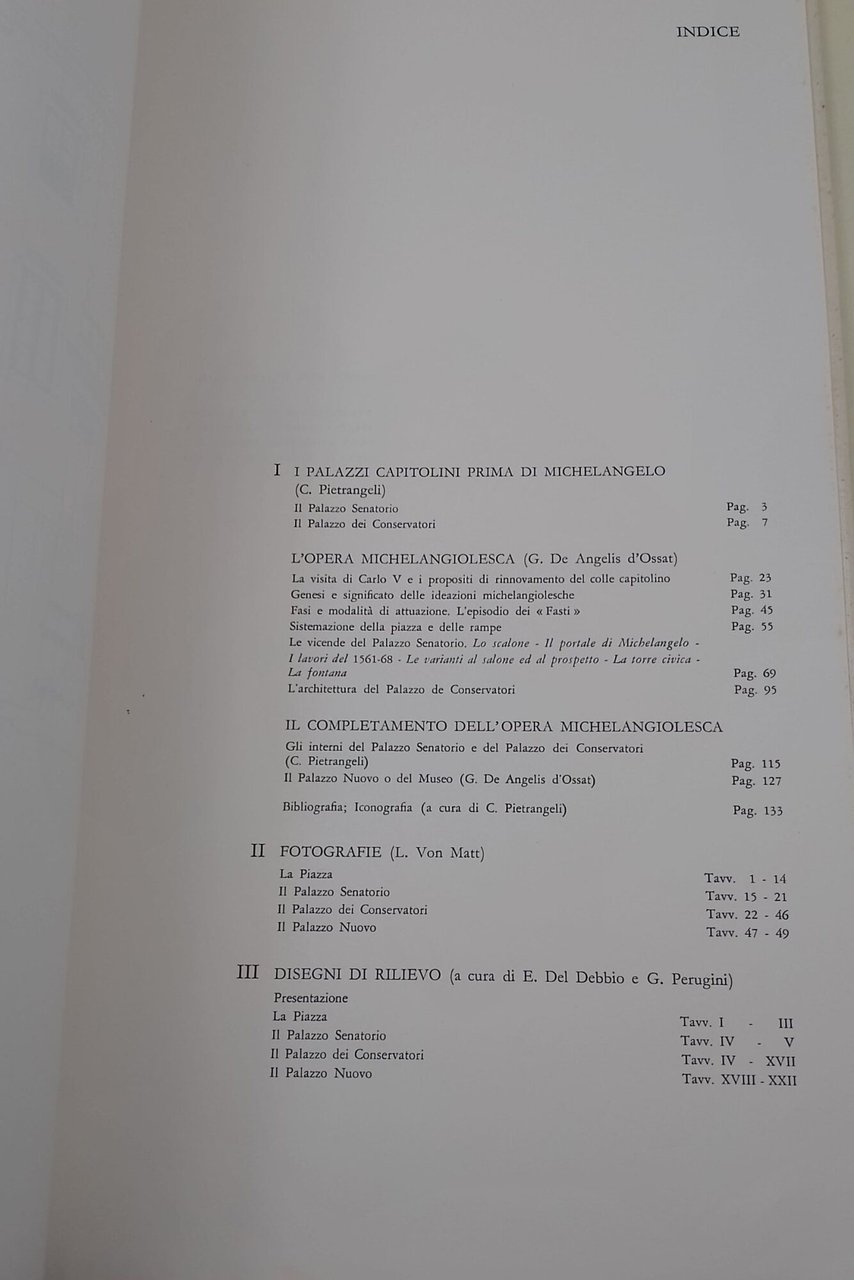 INDICE
I I PALAZZI CAPITOLINI PRIMA DI MICHELANGELO
(C. Pietrangeli)
Il Palazzo Senatorio Pag. 3
Il Palazzo dei Conservatori Pag. 7
L'OPERA MICHELANGIOLESCA (G. De Angelis d'Ossat)
La visita di Carlo V e i propositi di rinnovamento del colle capitolino Pag. 23
Genesi e significato delle ideazioni michelangiolesche Pag. 31
Fasi e modalità di attuazione. L'episodio dei « Fasti » Pag. 45
Sistemazione della piazza e delle rampe Pag. 55
Le vicende del Palazzo Senatorio. Lo scalone - Il portale di Michelangelo -
I lavori del 1561-68 - Le varianti al salone ed al prospetto - La torre civica -
La fontana Pag. 69
L'architettura del Palazzo de Conservatori Pag. 95
IL COMPLETAMENTO DELL'OPERA MICHELANGIOLESCA
Gli interni del Palazzo Senatorio e del Palazzo dei Conservatori
(C. Pietrangeli) Pag. 115
Il Palazzo Nuovo o del Museo (G. De Angelis d'Ossat) Pag. 127
Bibliografia; Iconografia (a cura di C. Pietrangeli) Pag. 133
II FOTOGRAFIE (L. Von Matt)
La Piazza Tavv. 1 - 14
Il Palazzo Senatorio Tavv. 15 - 21
Il Palazzo dei Conservatori Tavv. 22 - 46
Il Palazzo Nuovo Tavv. 47 - 49
III DISEGNI DI RILIEVO (a cura di E. Del Debbio e G. Perugini)
Presentazione
La Piazza Tavv. I - III
Il Palazzo Senatorio Tavv. IV - V
Il Palazzo dei Conservatori Tavv. IV - XVII
Il Palazzo Nuovo Tavv. XVIII - XXII